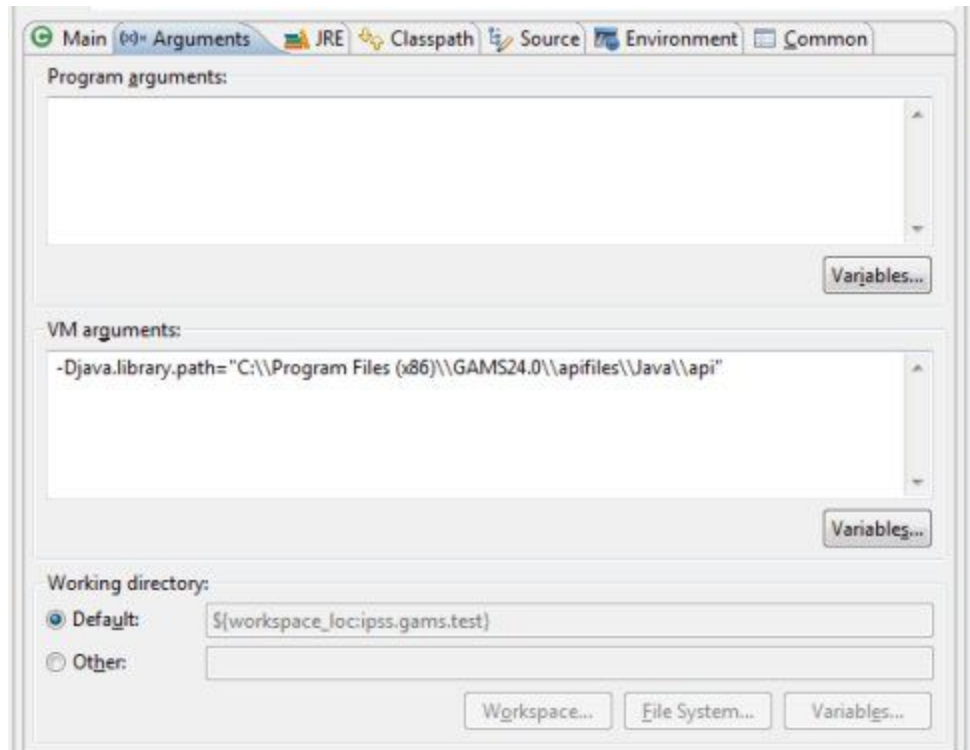 Main (x)= Arguments JRE Classpath Source Environment Common
Program arguments:
Variables...
VM arguments:
-Djava.library.path="C:\\Program Files (x86)\\GAMS24.0\\apifiles\\Java\\api"
Variables...
Working directory:
Default: ${workspace_loc:ipss.gams.test}
Other:
Workspace... File System... Variables...